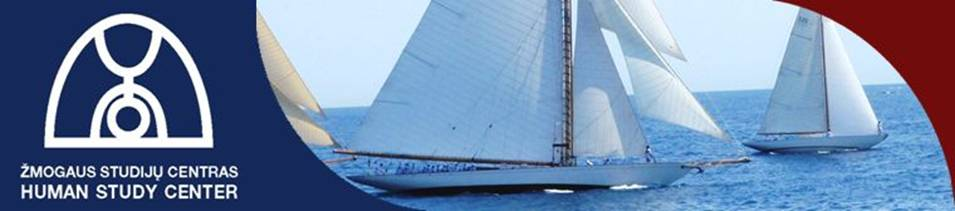 ŽMOGAUS STUDIJŲ CENTRAS
HUMAN STUDY CENTER